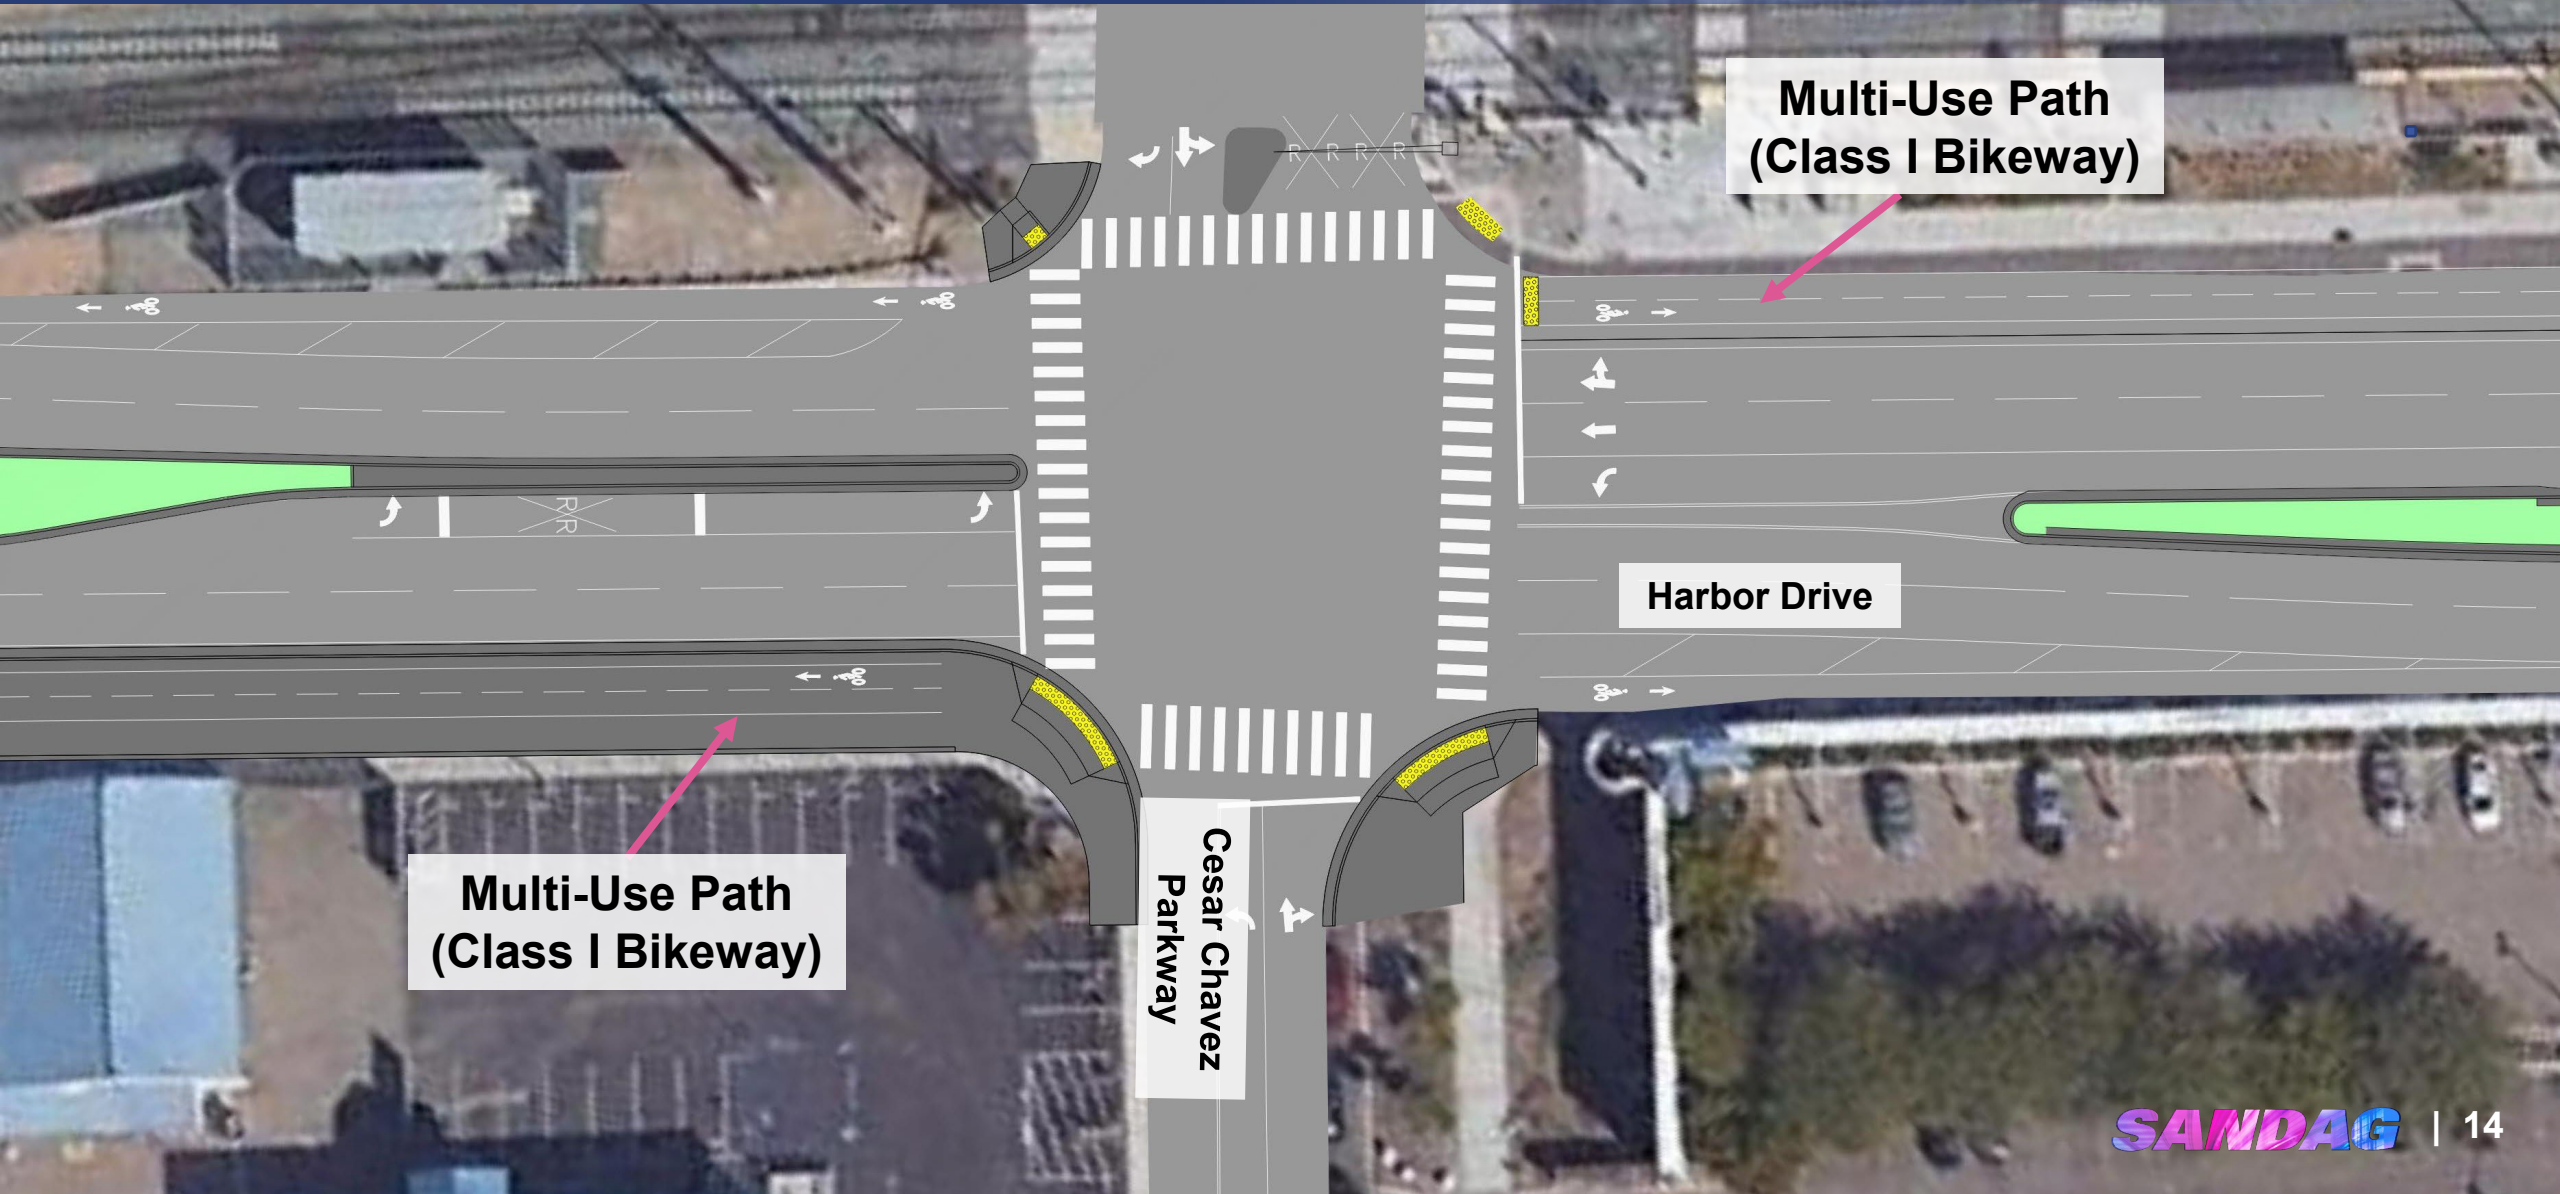 Multi-Use Path
(Class I Bikeway)
R R R R
R R
Harbor Drive
Multi-Use Path
(Class I Bikeway)
Cesar Chavez
Parkway
SANDAG | 14